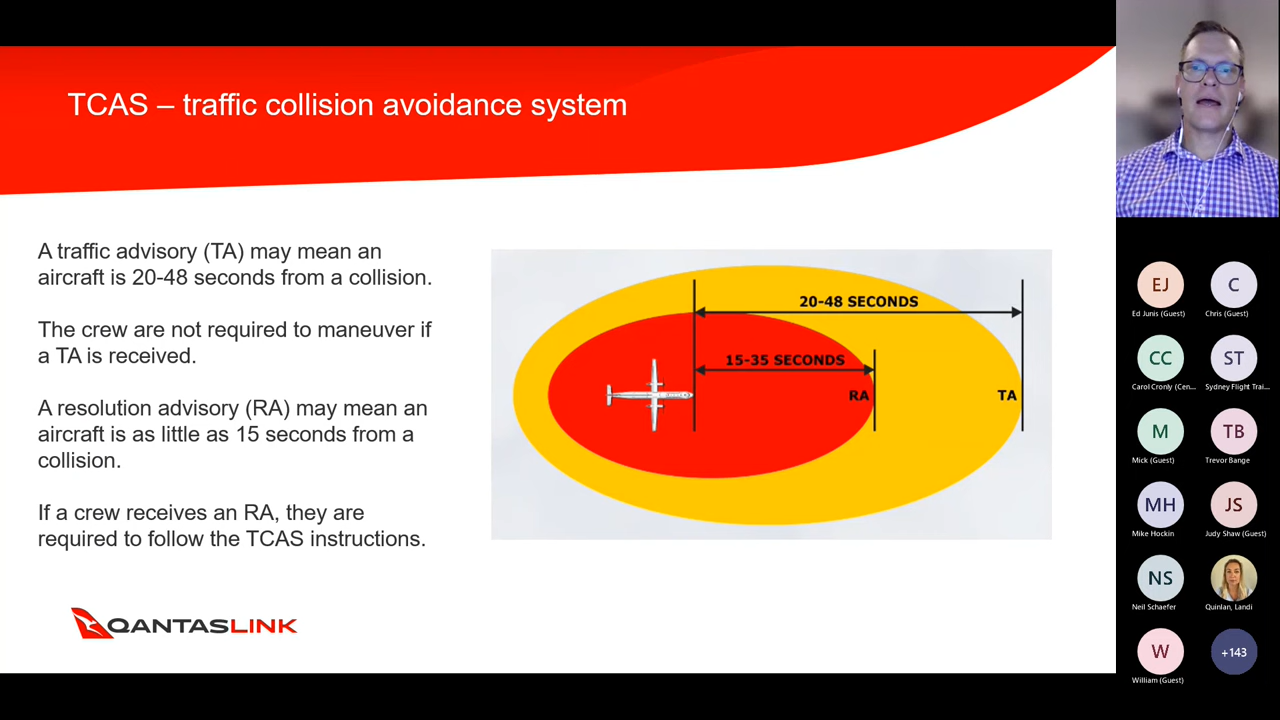 TCAS – traffic collision avoidance system
A traffic advisory (TA) may mean an
aircraft is 20-48 seconds from a collision.
The crew are not required to maneuver if
a TA is received.
A resolution advisory (RA) may mean an
aircraft is as little as 15 seconds from a
collision.
If a crew receives an RA, they are
required to follow the TCAS instructions.
20-48 SECONDS
15-35 SECONDS
RA
TA
QANTASLINK
EJ
Ed Junis (Guest)
C
Chris (Guest)
CC
Carol Cronly (Cen...
ST
Sydney Flight Trai...
M
Mick (Guest)
TB
Trevor Bange
MH
Mike Hockin
JS
Judy Shaw (Guest)
NS
Neil Schaefer
Quinlan, Landi
W
William (Guest)
+143